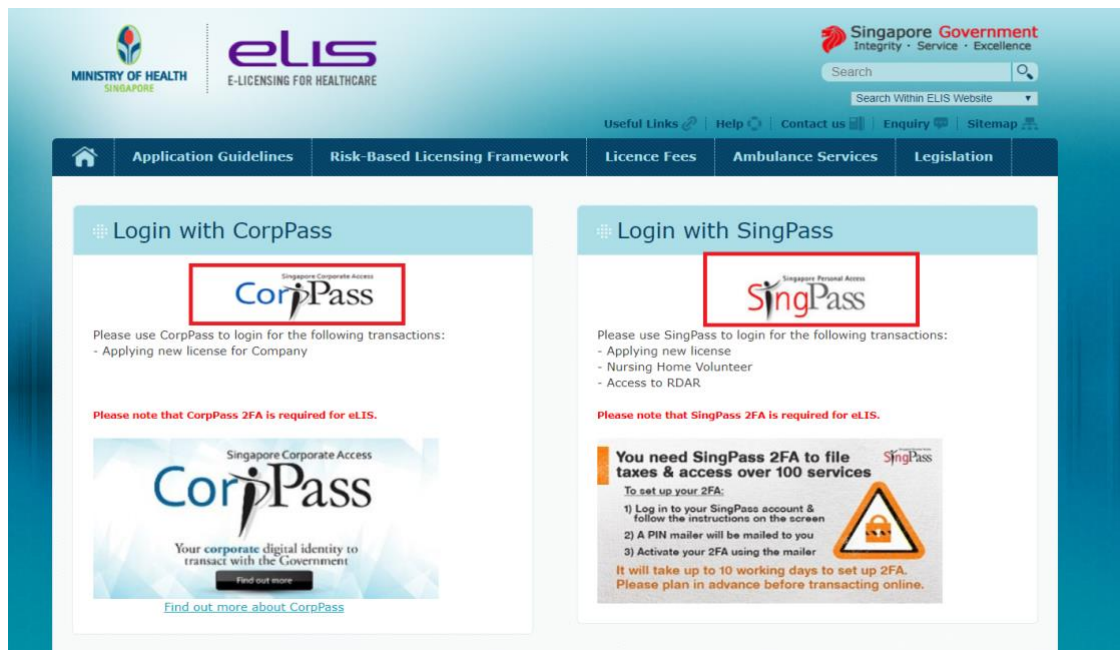 MINISTRY OF HEALTH
SINGAPORE
eLIS
E-LICENSING FOR HEALTHCARE
Singapore Government
Integrity · Service · Excellence
Search
Search Within ELIS Website
Useful Links | Help | Contact us | Enquiry | Sitemap
Application Guidelines
Risk-Based Licensing Framework
Licence Fees
Ambulance Services
Legislation
Login with CorpPass
Singapore Corporate Access
CorpPass
Please use CorpPass to login for the following transactions:
- Applying new license for Company
Please note that CorpPass 2FA is required for eLIS.
Singapore Corporate Access
CorpPass
Your corporate digital identity to
transact with the Government
Find out more
Find out more about CorpPass
Login with SingPass
Singapore Personal Access
SingPass
Please use SingPass to login for the following transactions:
- Applying new license
- Nursing Home Volunteer
- Access to RDAR
Please note that SingPass 2FA is required for eLIS.
You need SingPass 2FA to file
taxes & access over 100 services
SingPass
To set up your 2FA:
1) Log in to your SingPass account &
follow the instructions on the screen
2) A PIN mailer will be mailed to you
3) Activate your 2FA using the mailer
It will take up to 10 working days to set up 2FA.
Please plan in advance before transacting online.